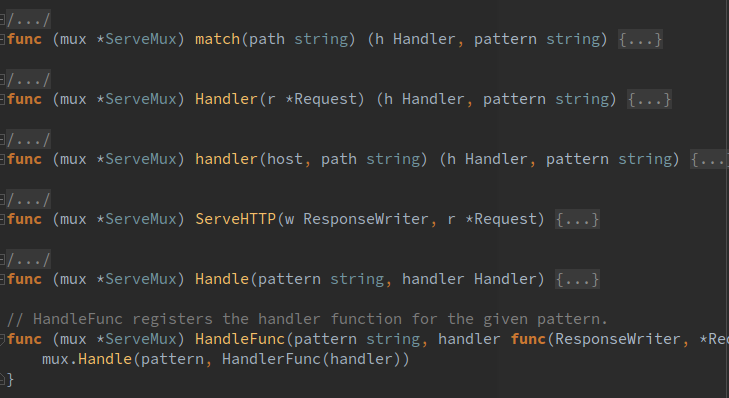 /.../
func (mux *ServeMux) match(path string) (h Handler, pattern string) {...}
/.../
func (mux *ServeMux) Handler(r *Request) (h Handler, pattern string) {...}
/.../
func (mux *ServeMux) handler(host, path string) (h Handler, pattern string) {...
/.../
func (mux *ServeMux) ServeHTTP(w ResponseWriter, r *Request) {...}
/.../
func (mux *ServeMux) Handle(pattern string, handler Handler) {...}
// HandleFunc registers the handler function for the given pattern.
func (mux *ServeMux) HandleFunc(pattern string, handler func(ResponseWriter, *Re
mux.Handle(pattern, HandlerFunc(handler))
}